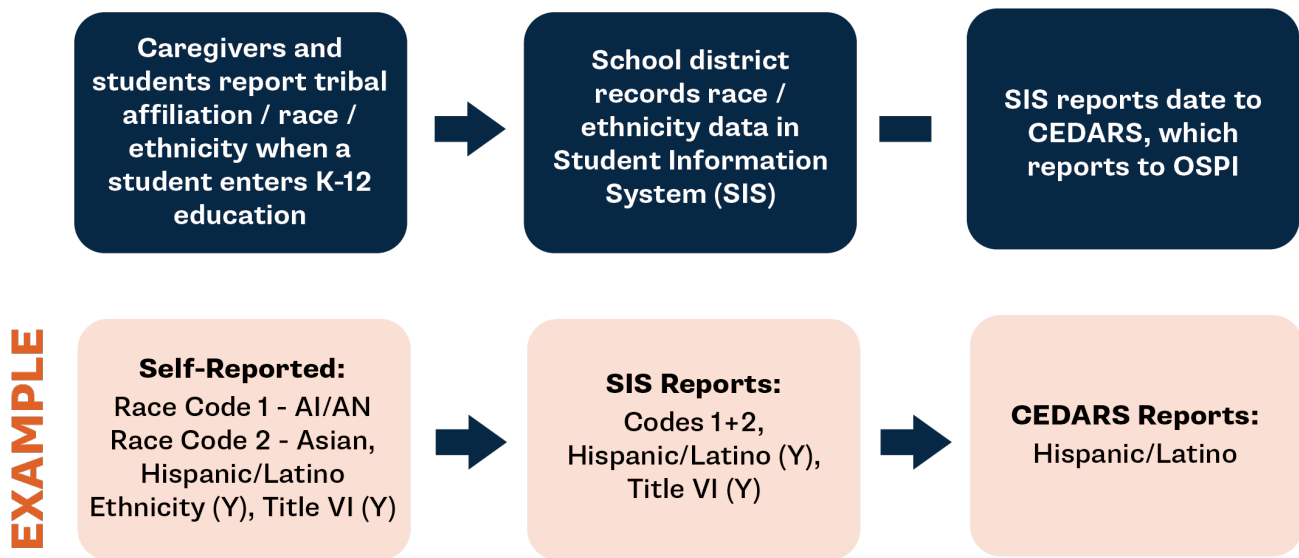 Caregivers and
students report tribal
affiliation / race /
ethnicity when a
student enters K-12
education
School district
records race /
ethnicity data in
Student Information
System (SIS)
SIS reports date to
CEDARS, which
reports to OSPI
EXAMPLE
Self-Reported:
Race Code 1 - AI/AN
Race Code 2 - Asian,
Hispanic/Latino
Ethnicity (Y), Title VI (Y)
SIS Reports:
Codes 1+2,
Hispanic/Latino (Y),
Title VI (Y)
CEDARS Reports:
Hispanic/Latino